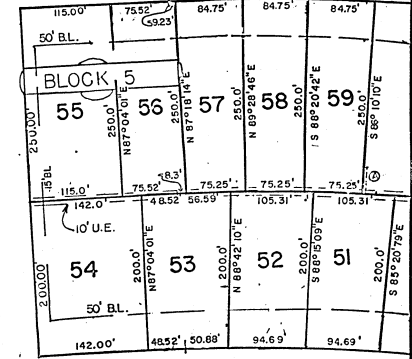 115.00' 75.52' 84.75' 84.75' 84.75'
59.23'
50' B.L.
BLOCK 5
55 56 57 58 59
250.00' 250.0' 250.0' 250.0' 250.0' 250.0'
N87°04'01"E N 87°18'14"E N 89°28'46"E S 88°20'42"E S 86°10'10"E
15'BL
8.3'
115.0' 75.52' 75.25' 75.25' 75.25'
142.0' 48.52 56.59' 105.31' 105.31'
10' U.E.
54 53 52 51
200.00' 200.0' 200.0' 200.0' 200.0'
N87°04'01"E N 88°42'10"E S 88°15'09"E S 85°20'79"E
50' B.L.
142.00' 48.52' 50.88' 94.69 94.69'